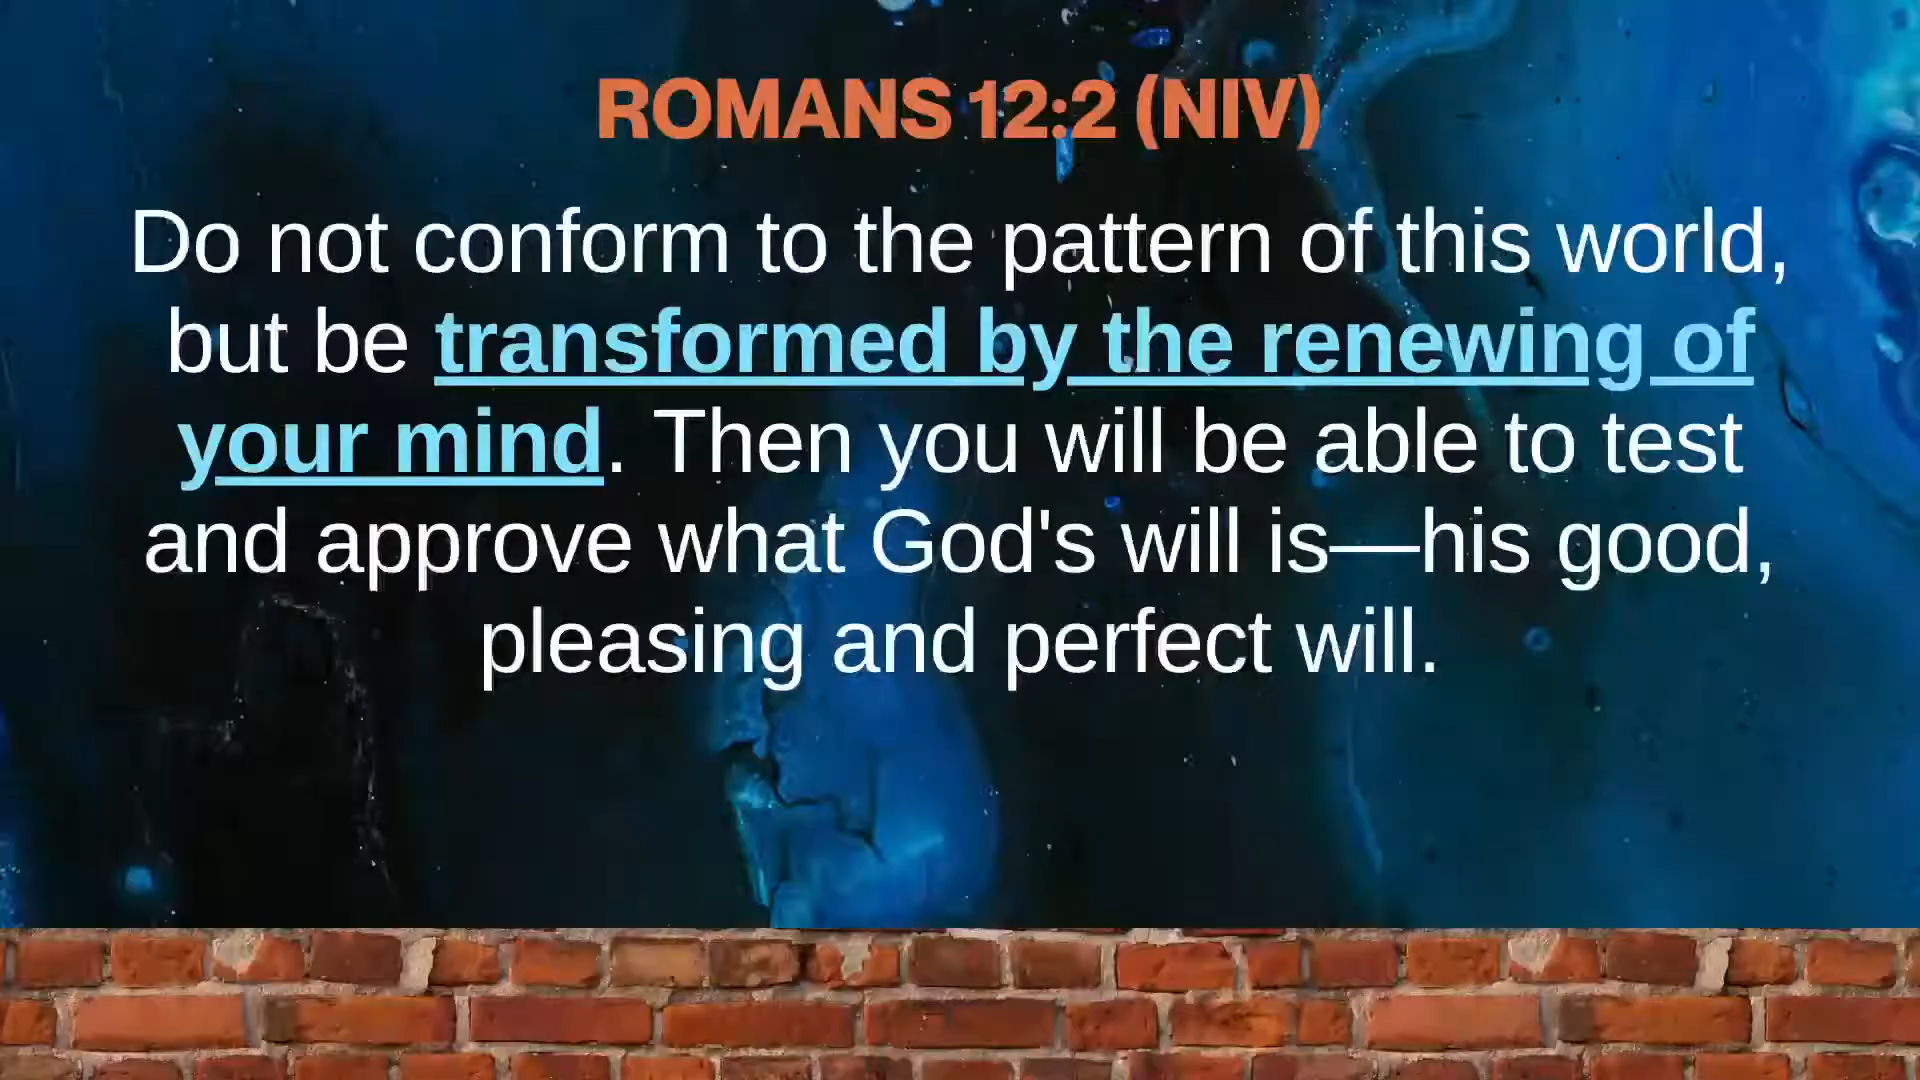 ROMANS 12:2 (NIV)
Do not conform to the pattern of this world,
but be transformed by the renewing of
your mind. Then you will be able to test
and approve what God's will is—his good,
pleasing and perfect will.